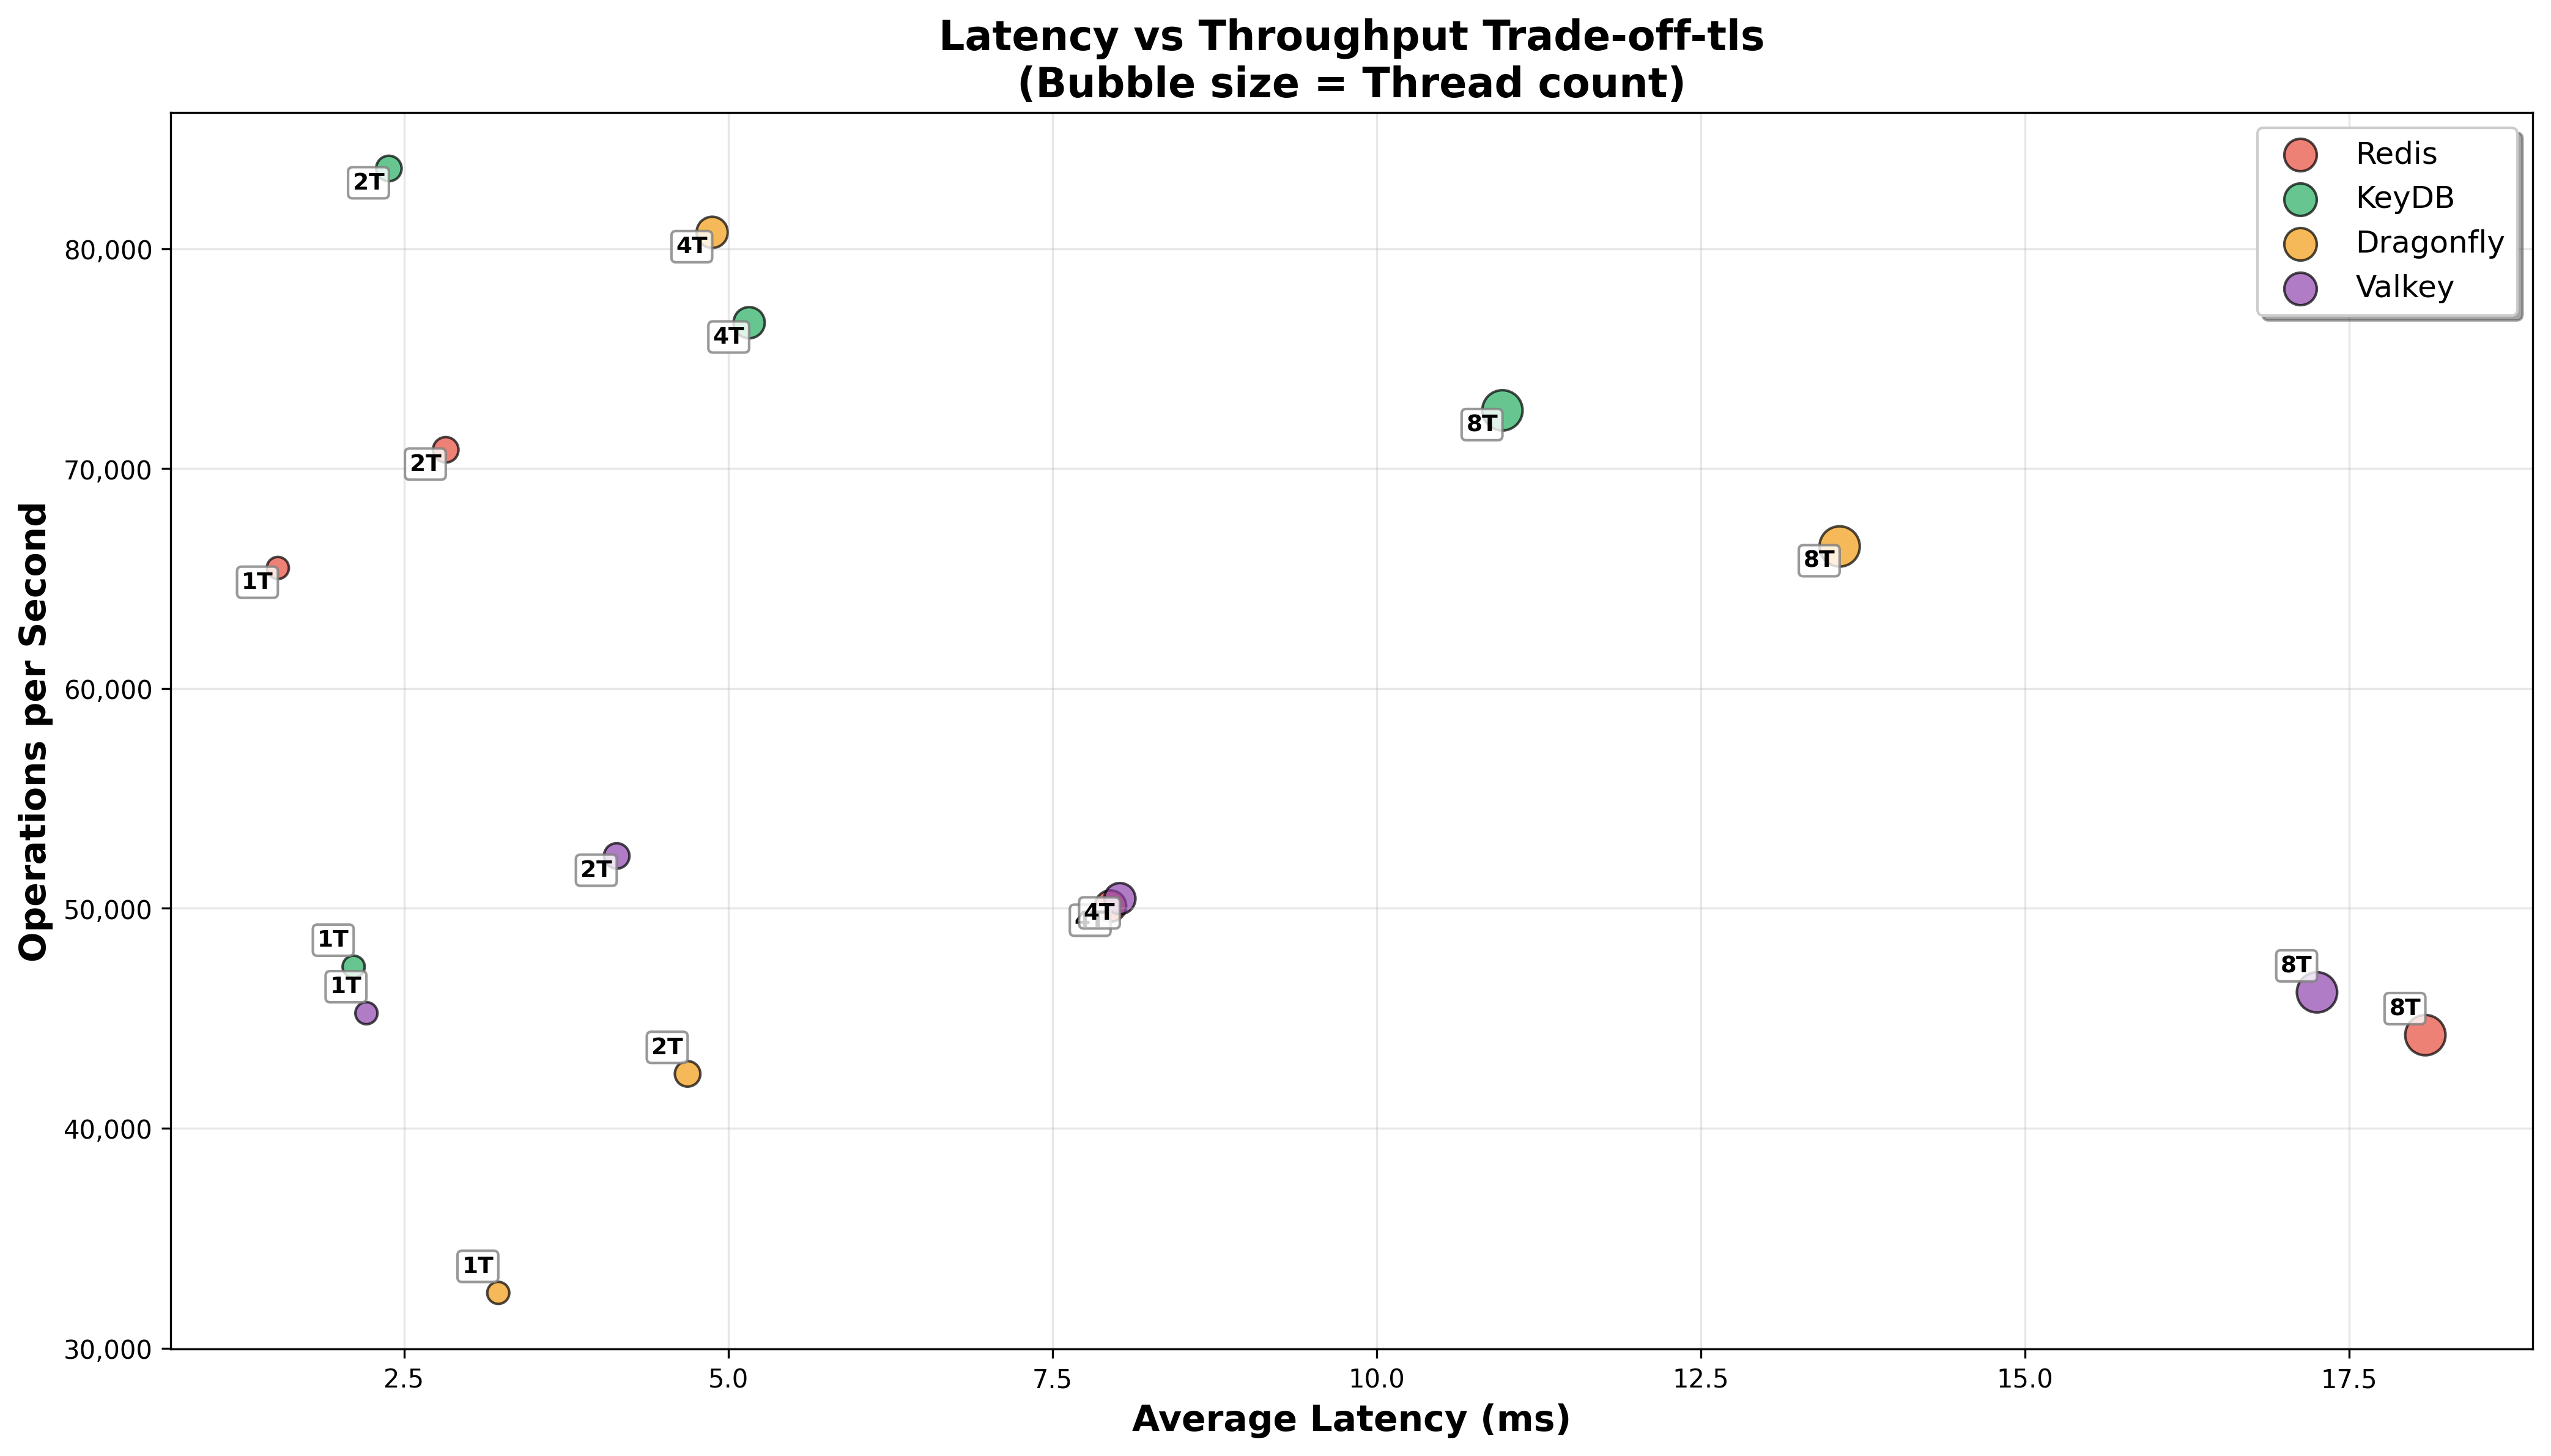 Latency vs Throughput Trade-off-tls
(Bubble size = Thread count)
Redis
KeyDB
Dragonfly
Valkey
Operations per Second
80,000
70,000
60,000
50,000
40,000
30,000
2T
4T
4T
8T
2T
8T
1T
2T
4T
1T
1T
8T
8T
2T
1T
2.5
5.0
7.5
10.0
12.5
15.0
17.5
Average Latency (ms)